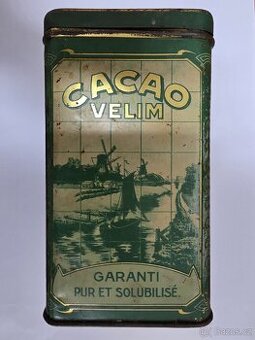 CACAO
VELIM
GARANTI
PUR ET SOLUBILISÉ.